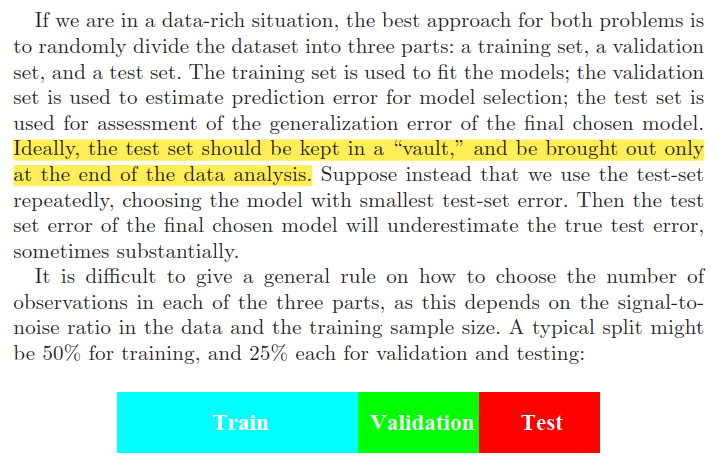 If we are in a data-rich situation, the best approach for both problems is
to randomly divide the dataset into three parts: a training set, a validation
set, and a test set. The training set is used to fit the models; the validation
set is used to estimate prediction error for model selection; the test set is
used for assessment of the generalization error of the final chosen model.
Ideally, the test set should be kept in a “vault,” and be brought out only
at the end of the data analysis. Suppose instead that we use the test-set
repeatedly, choosing the model with smallest test-set error. Then the test
set error of the final chosen model will underestimate the true test error,
sometimes substantially.
It is difficult to give a general rule on how to choose the number of
observations in each of the three parts, as this depends on the signal-to-
noise ratio in the data and the training sample size. A typical split might
be 50% for training, and 25% each for validation and testing:
Train Validation Test